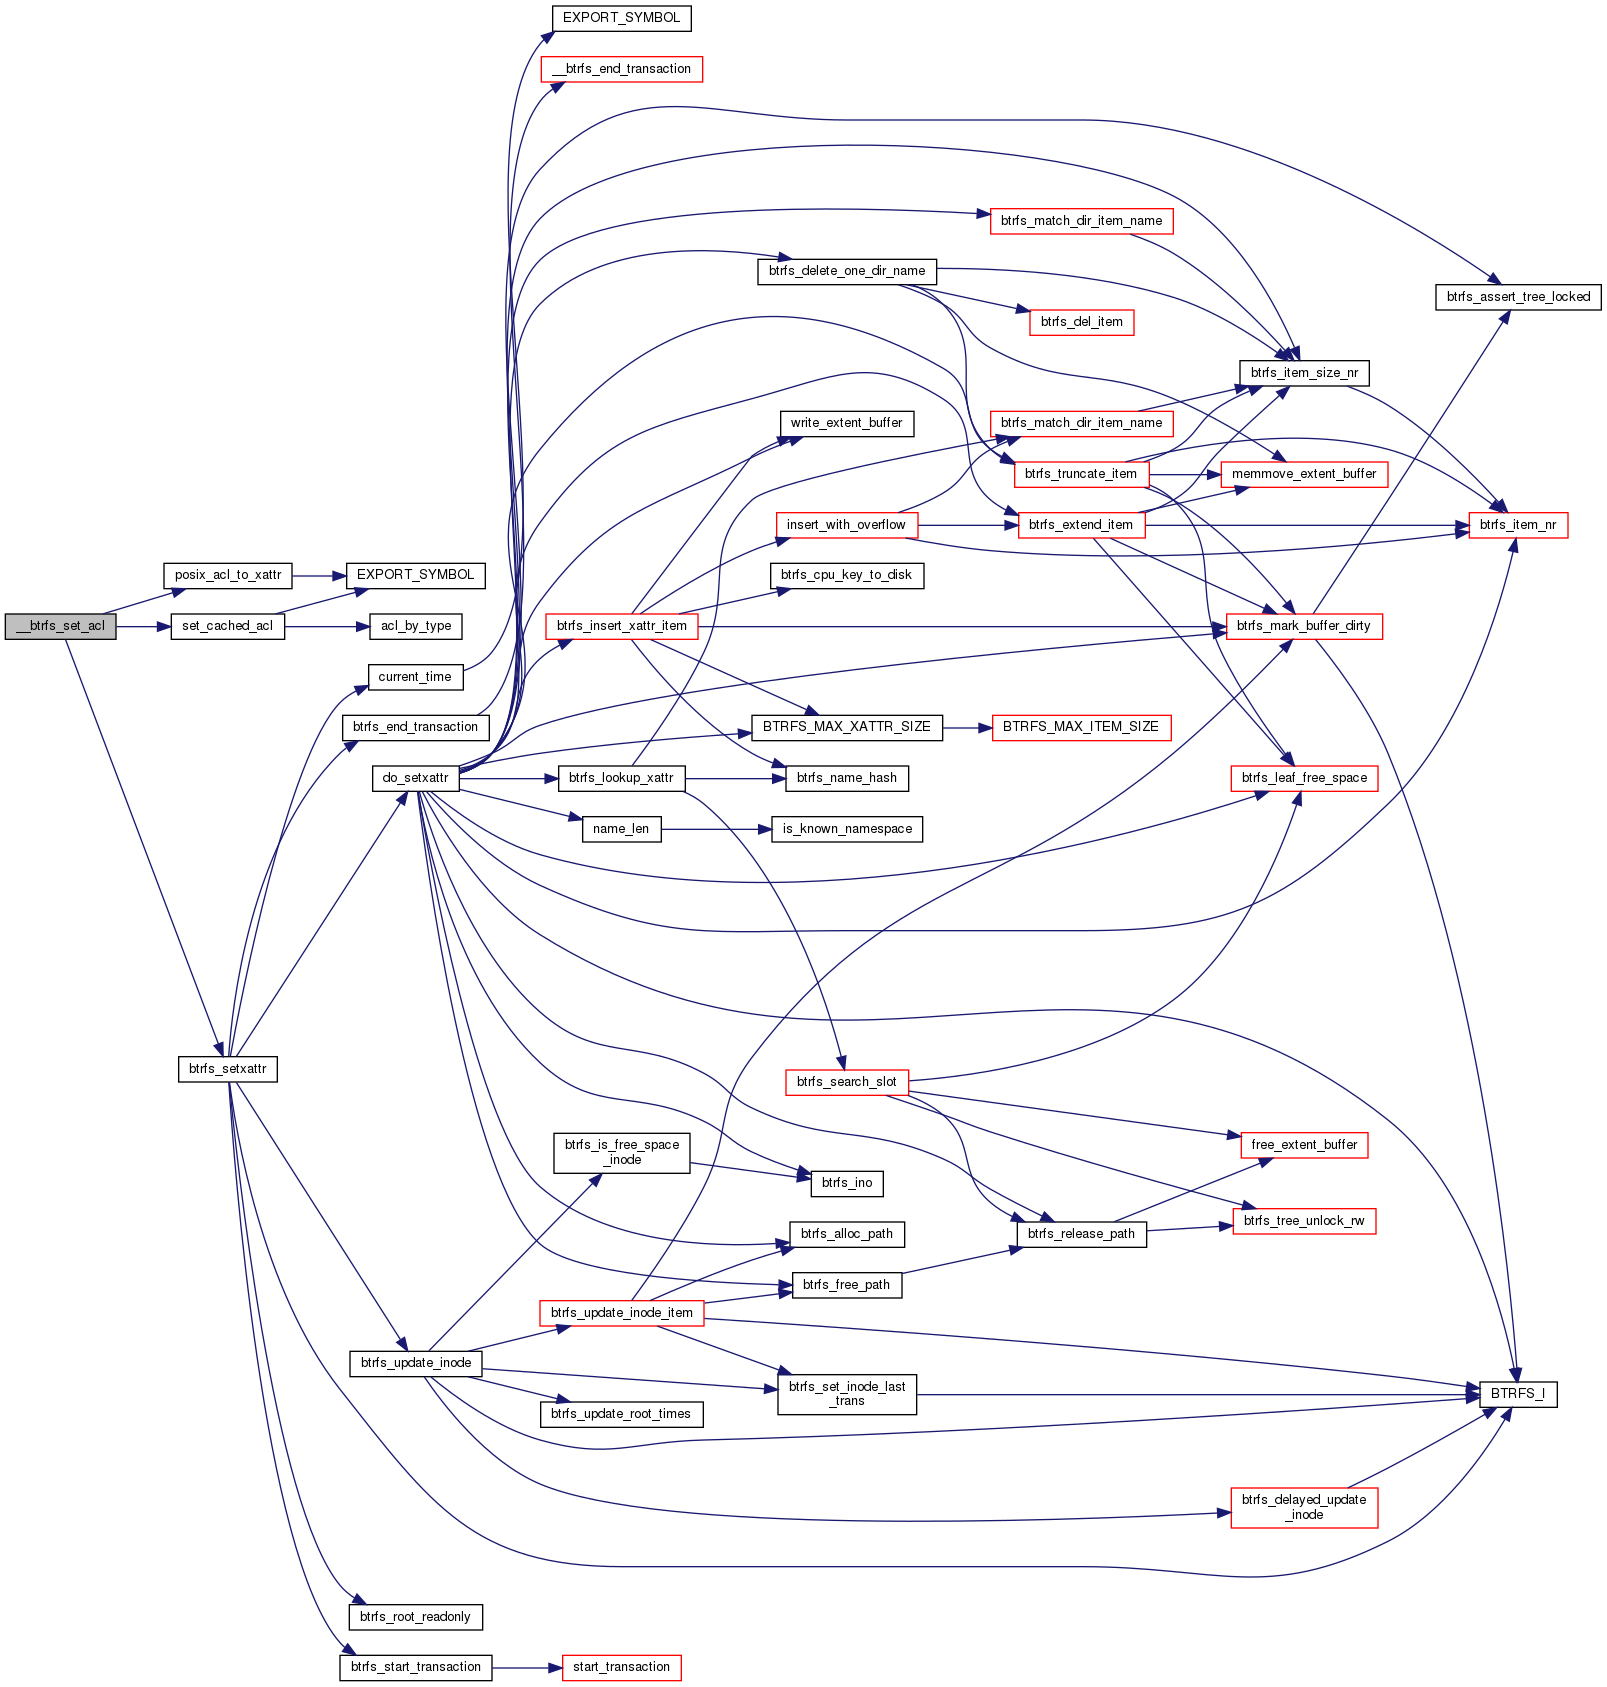 EXPORT_SYMBOL
__btrfs_end_transaction
btrfs_match_dir_item_name
btrfs_delete_one_dir_name
btrfs_assert_tree_locked
btrfs_del_item
btrfs_item_size_nr
write_extent_buffer
btrfs_match_dir_item_name
btrfs_truncate_item
memmove_extent_buffer
insert_with_overflow
btrfs_extend_item
btrfs_item_nr
posix_acl_to_xattr
EXPORT_SYMBOL
btrfs_cpu_key_to_disk
__btrfs_set_acl
set_cached_acl
acl_by_type
btrfs_insert_xattr_item
btrfs_mark_buffer_dirty
current_time
btrfs_end_transaction
BTRFS_MAX_XATTR_SIZE
BTRFS_MAX_ITEM_SIZE
do_setxattr
btrfs_lookup_xattr
btrfs_name_hash
btrfs_leaf_free_space
name_len
is_known_namespace
btrfs_setxattr
btrfs_search_slot
btrfs_is_free_space
_inode
free_extent_buffer
btrfs_ino
btrfs_alloc_path
btrfs_release_path
btrfs_tree_unlock_rw
btrfs_free_path
btrfs_update_inode_item
btrfs_update_inode
btrfs_set_inode_last
_trans
BTRFS_I
btrfs_update_root_times
btrfs_delayed_update
_inode
btrfs_root_readonly
btrfs_start_transaction
start_transaction